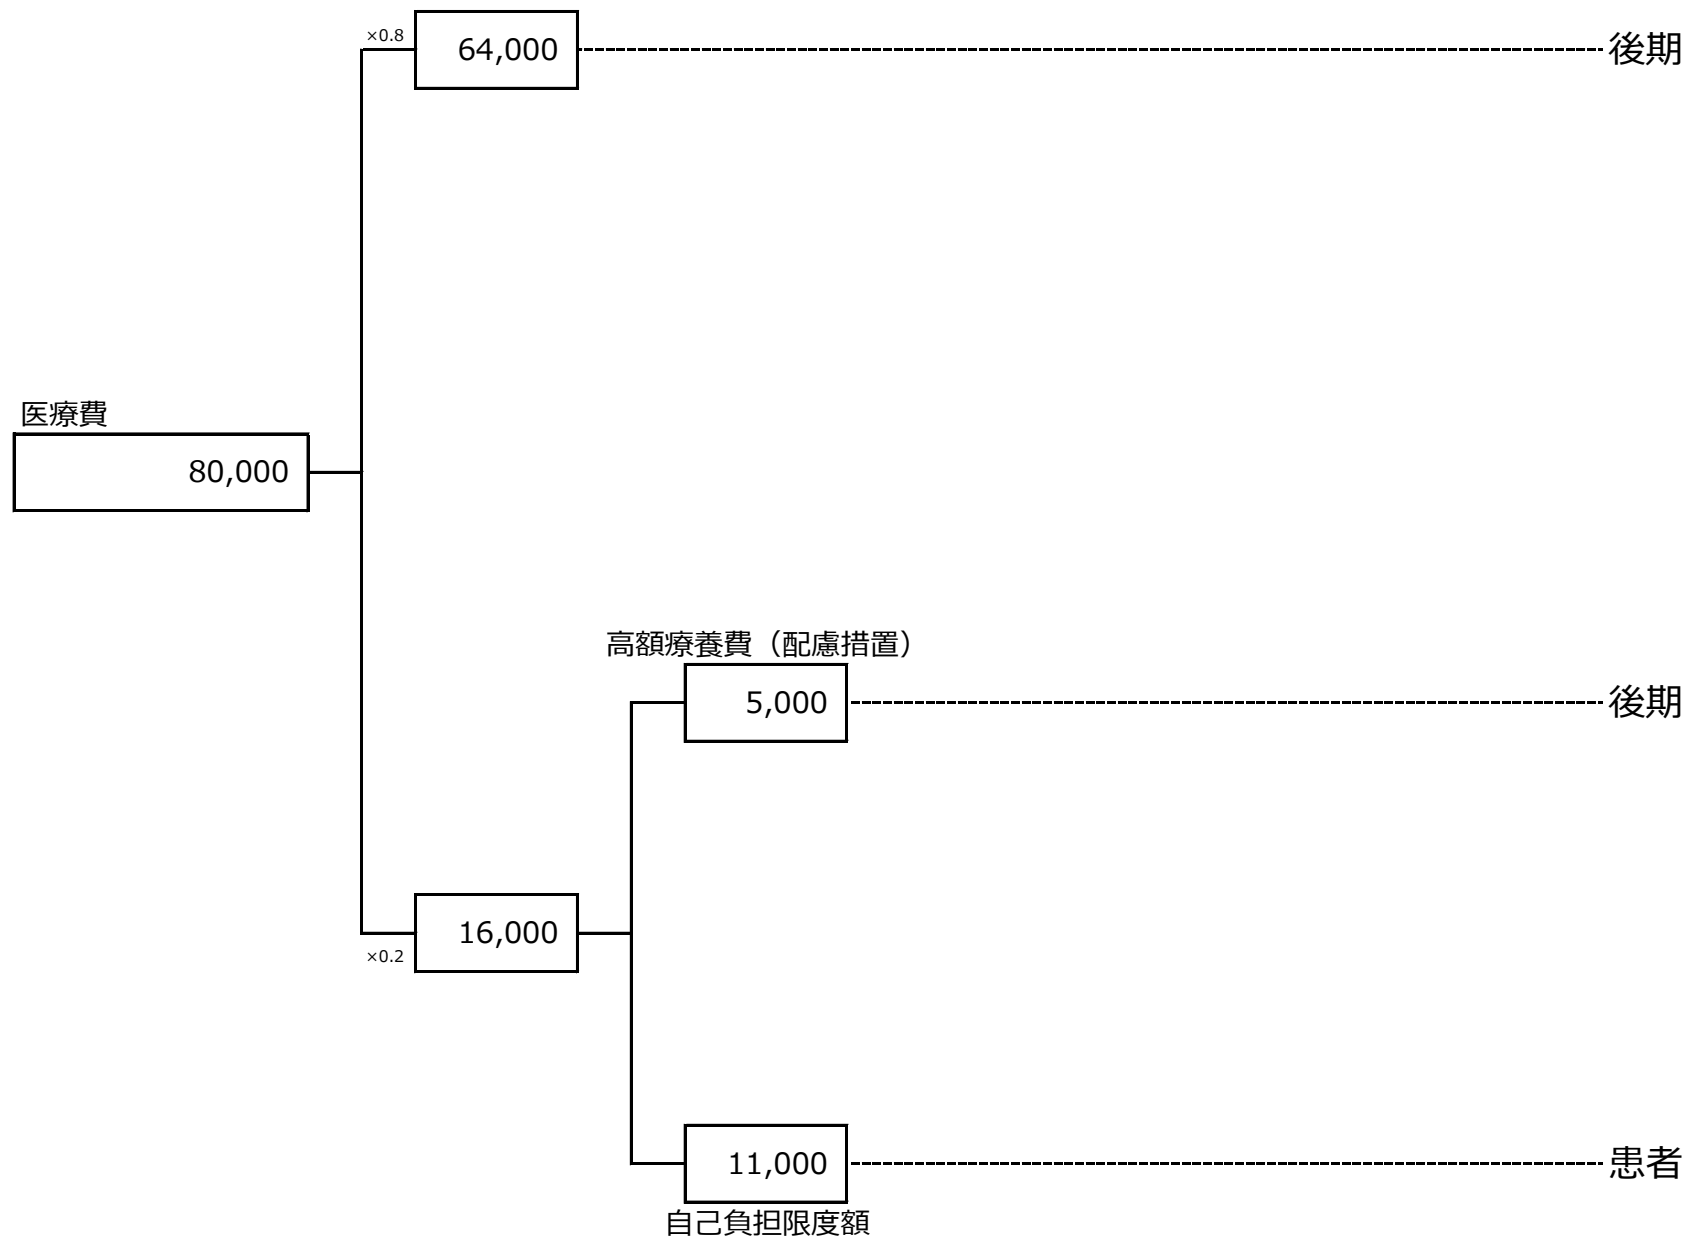 ×0.8
64,000
後期
医療費
80,000
高額療養費（配慮措置）
5,000
後期
16,000
×0.2
11,000
患者
自己負担限度額